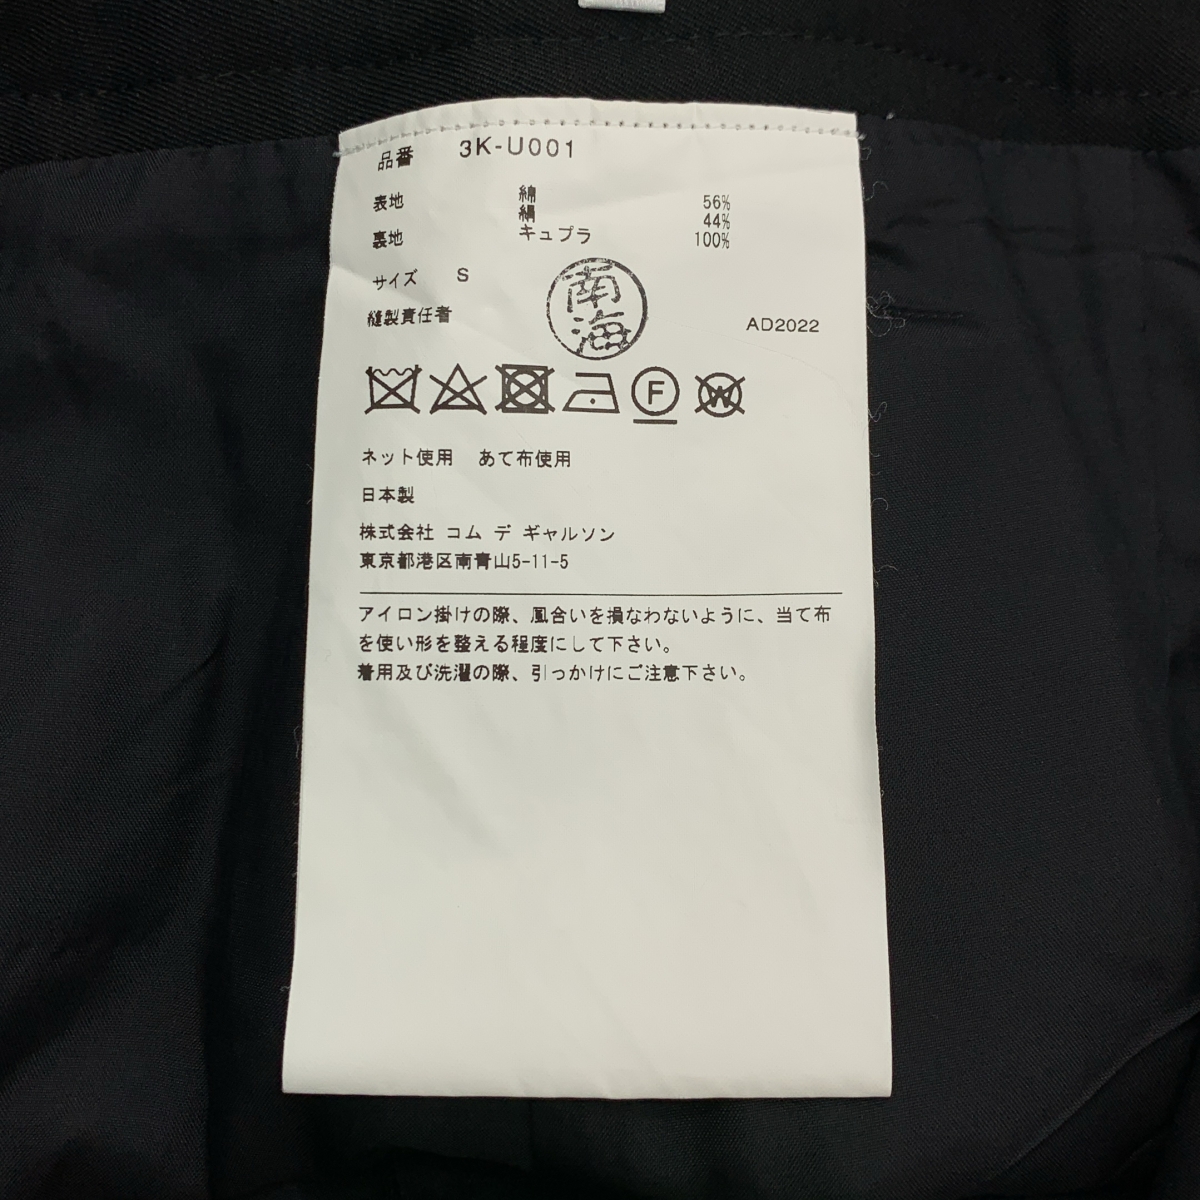 品番 3K-U001
表地 綿 56%
絹 44%
裏地 キュプラ 100%
サイズ S
縫製責任者 南海 AD2022
F W
ネット使用 あて布使用
日本製
株式会社 コム デ ギャルソン
東京都港区南青山5-11-5
アイロン掛けの際、風合いを損なわないように、当て布
を使い形を整える程度にして下さい。
着用及び洗濯の際、引っかけにご注意下さい。